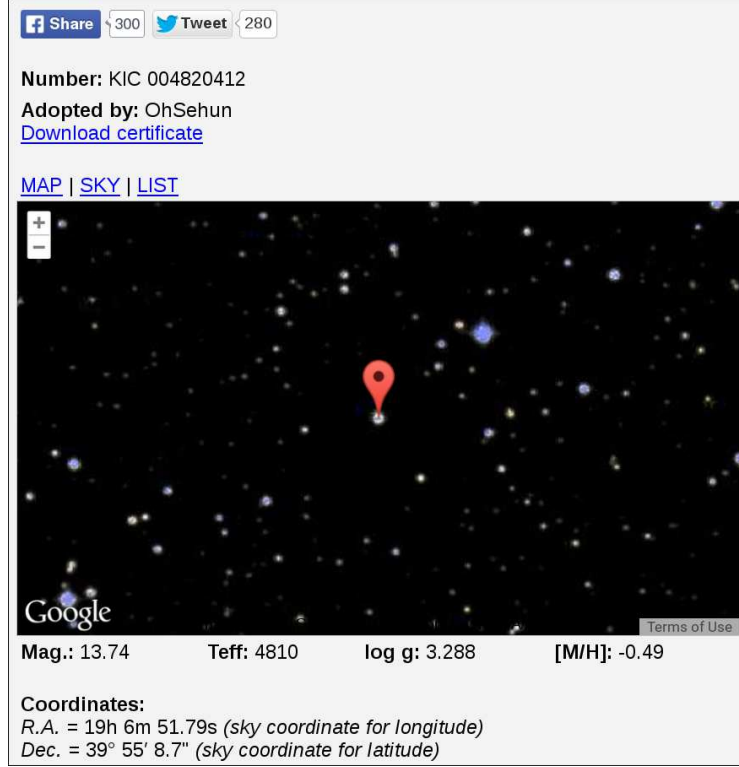 Share 300 Tweet 280
Number: KIC 004820412
Adopted by: OhSehun
Download certificate
MAP | SKY | LIST
+
−
Google
Terms of Use
Mag.: 13.74 Teff: 4810 log g: 3.288 [M/H]: -0.49
Coordinates:
R.A. = 19h 6m 51.79s (sky coordinate for longitude)
Dec. = 39° 55′ 8.7" (sky coordinate for latitude)